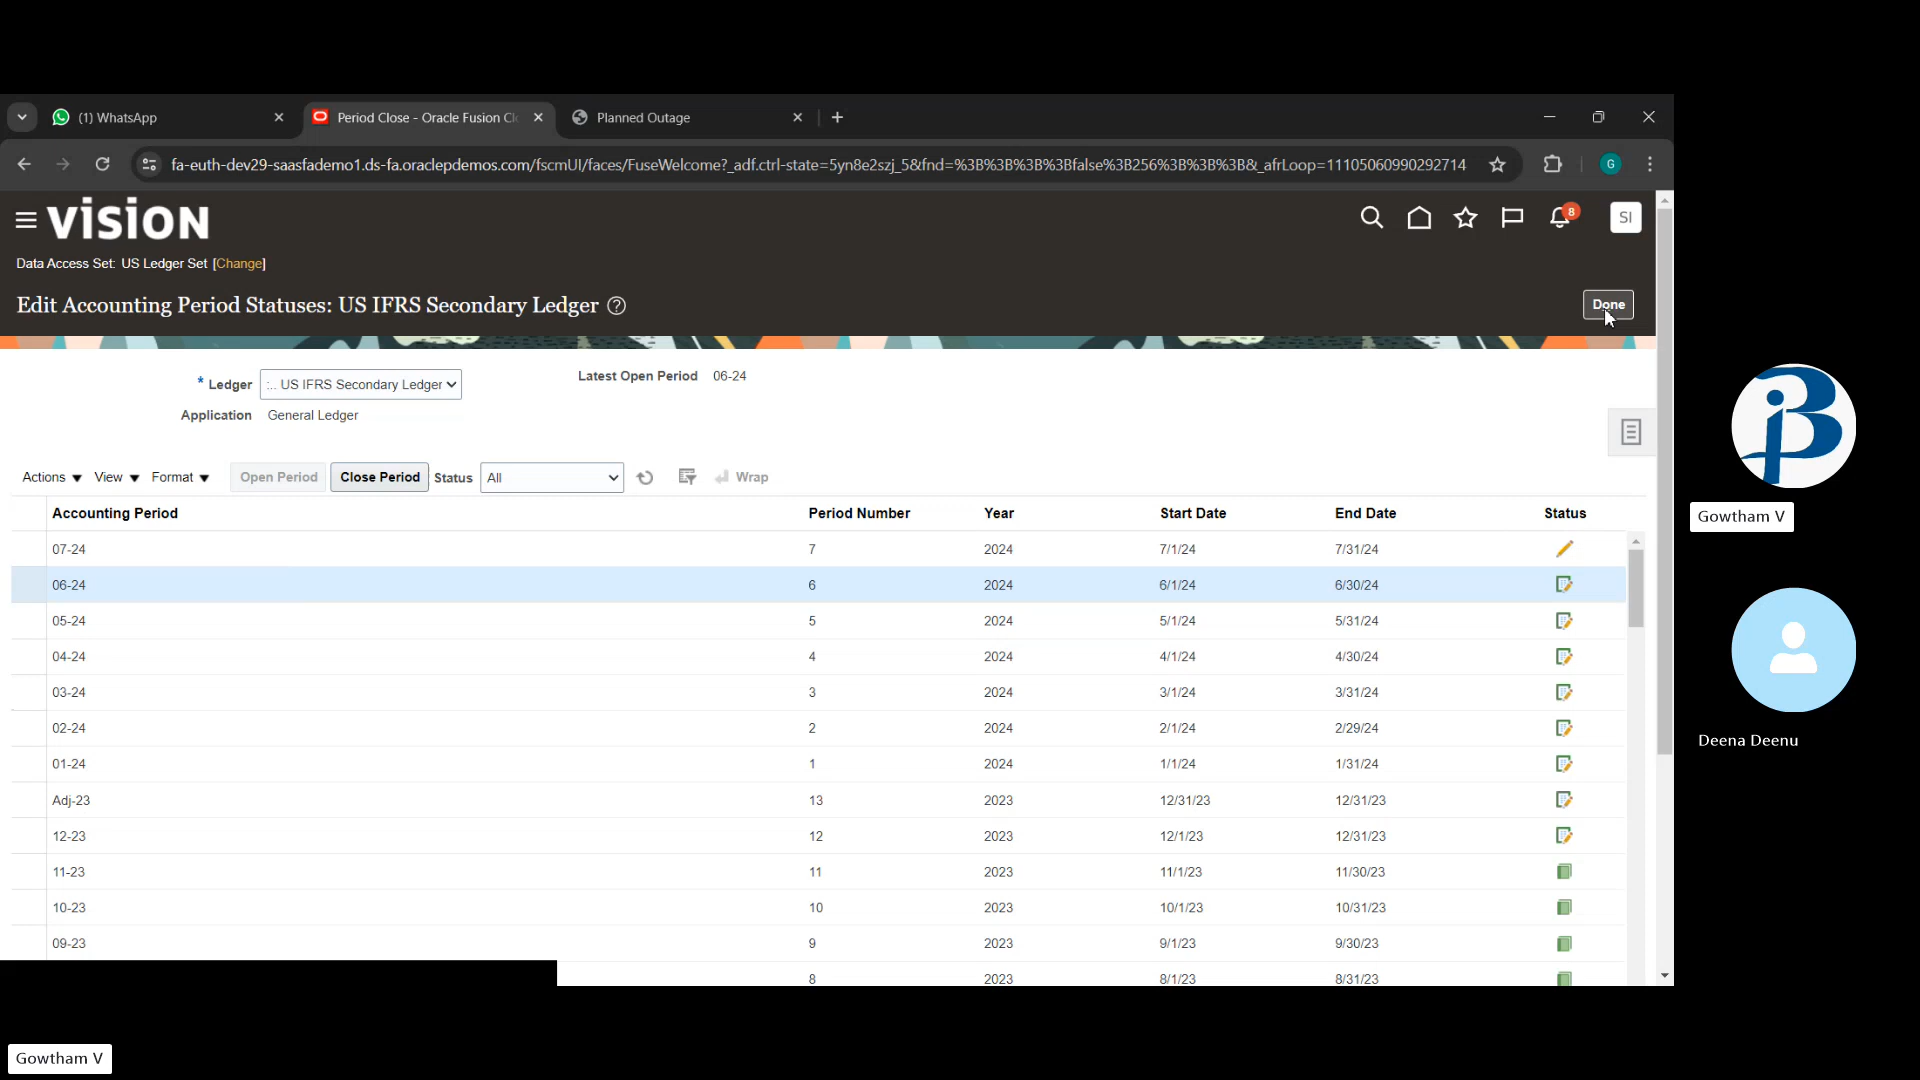 (1) WhatsApp
Period Close - Oracle Fusion Cl
Planned Outage
fa-euth-dev29-saasfademo1.ds-fa.oraclepdemos.com/fscmUI/faces/FuseWelcome?_adf.ctrl-state=5yn8e2szj_5&fnd=%3B%3B%3B%3Bfalse%3B256%3B%3B%3B&_afrLoop=11105060990292714
G
vision
8
SI
Data Access Set: US Ledger Set [Change]
Edit Accounting Period Statuses: US IFRS Secondary Ledger ?
Done
* Ledger :.. US IFRS Secondary Ledger
Latest Open Period 06-24
Application General Ledger
Actions View Format Open Period Close Period Status All Wrap
Accounting Period Period Number Year Start Date End Date Status
07-24 7 2024 7/1/24 7/31/24
06-24 6 2024 6/1/24 6/30/24
05-24 5 2024 5/1/24 5/31/24
04-24 4 2024 4/1/24 4/30/24
03-24 3 2024 3/1/24 3/31/24
02-24 2 2024 2/1/24 2/29/24
01-24 1 2024 1/1/24 1/31/24
Adj-23 13 2023 12/31/23 12/31/23
12-23 12 2023 12/1/23 12/31/23
11-23 11 2023 11/1/23 11/30/23
10-23 10 2023 10/1/23 10/31/23
09-23 9 2023 9/1/23 9/30/23
8 2023 8/1/23 8/31/23
Gowtham V
Deena Deenu
Gowtham V